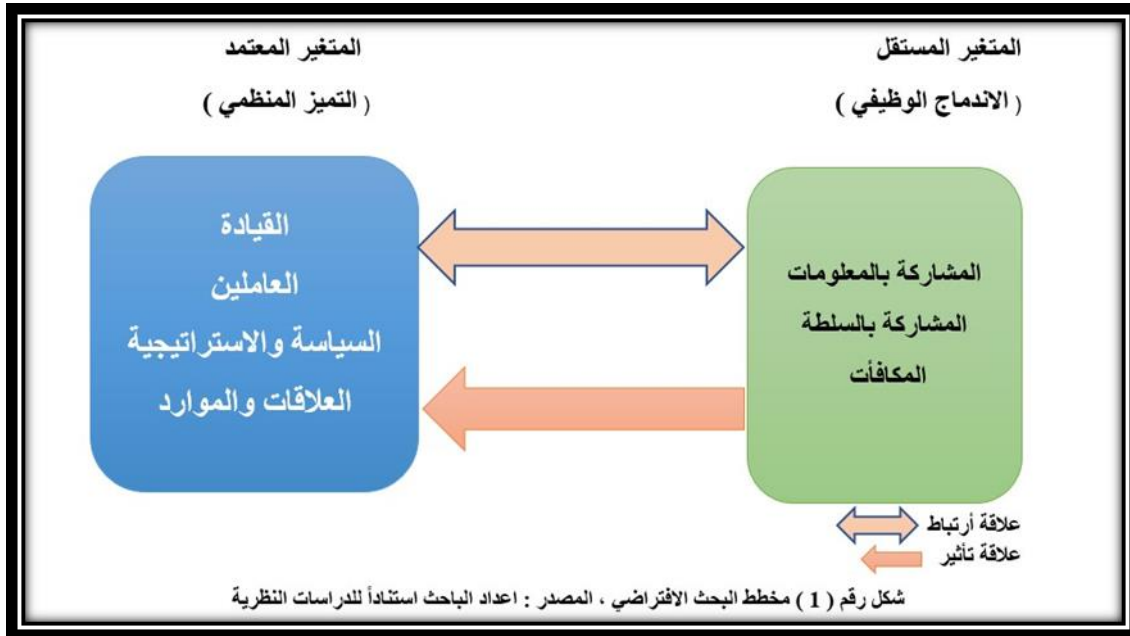 المتغير المستقل
( الاندماج الوظيفي )
المتغير المعتمد
( التميز المنظمي )
المشاركة بالمعلومات
المشاركة بالسلطة
المكافأت
القيادة
العاملين
السياسة والاستراتيجية
العلاقات والموارد
علاقة أرتباط
علاقة تأثير
شكل رقم ( 1 ) مخطط البحث الافتراضي ، المصدر : اعداد الباحث استناداً للدراسات النظرية